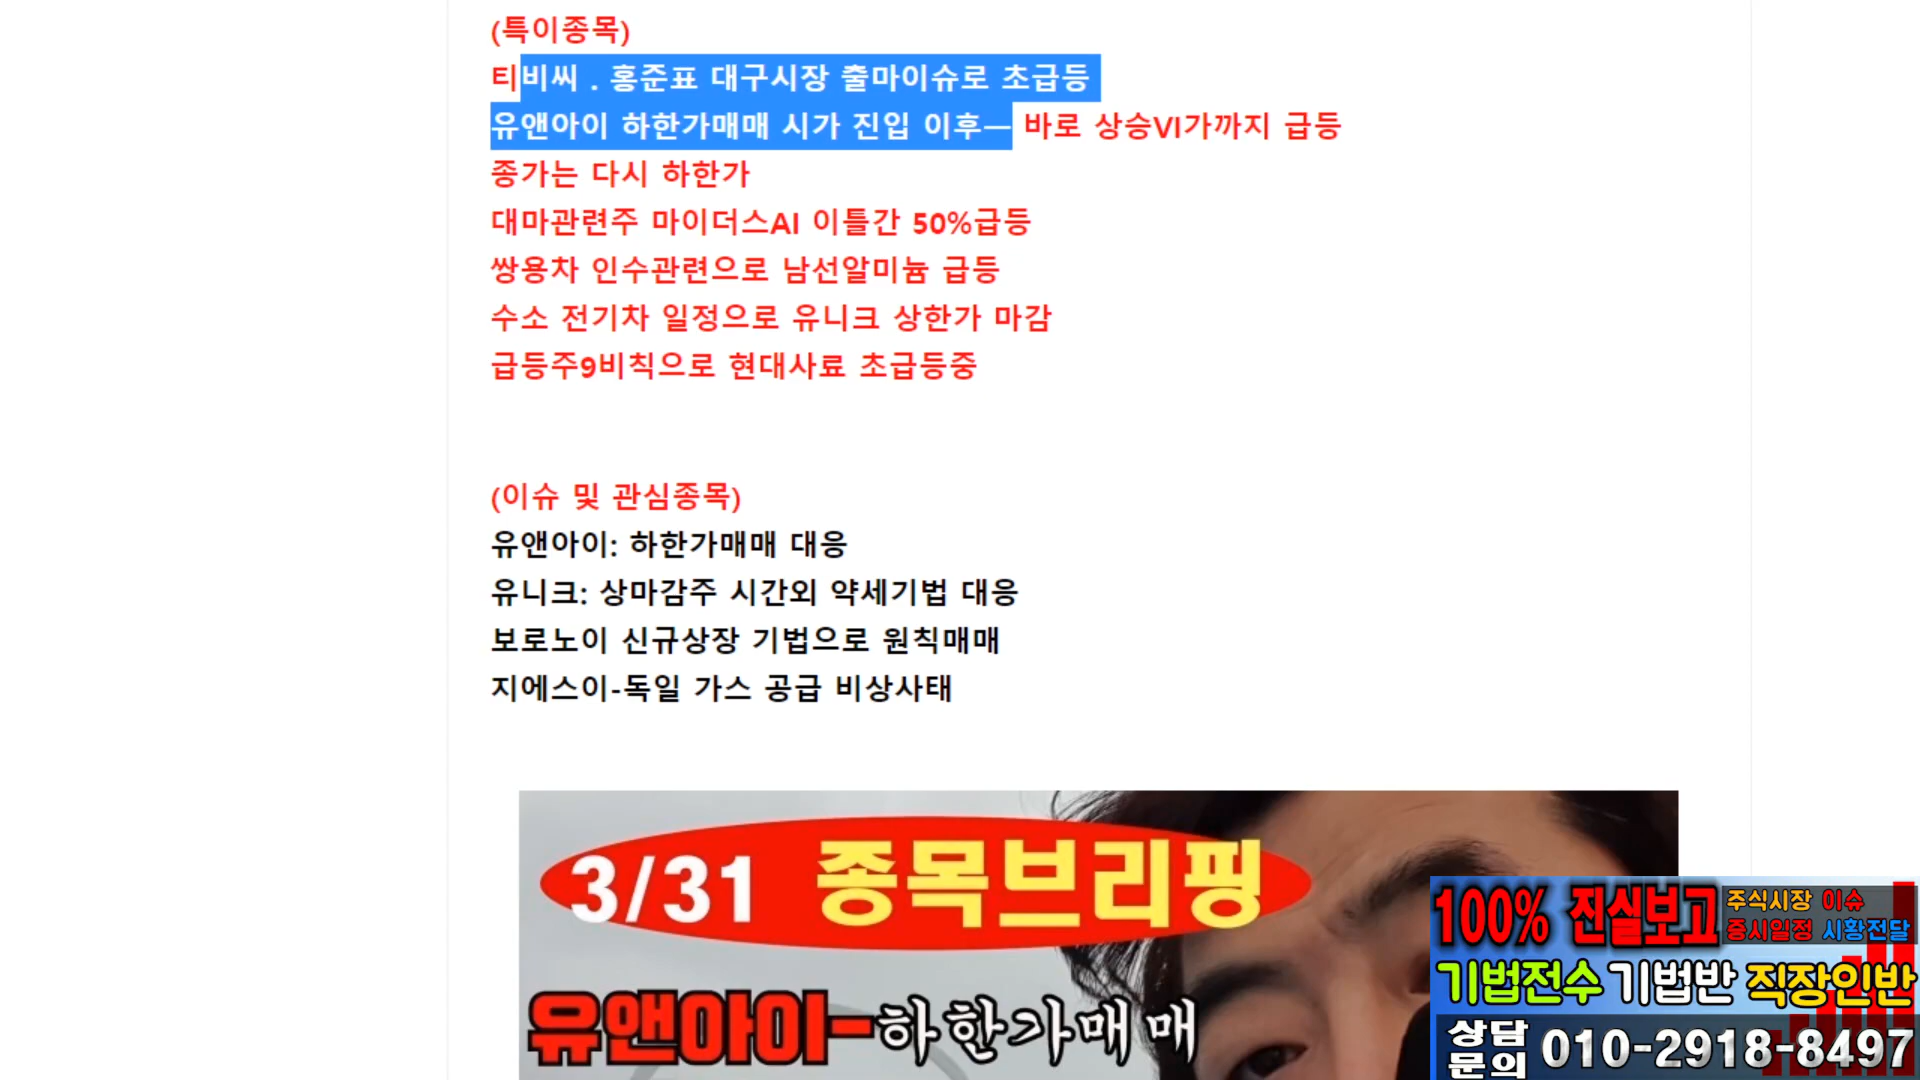 (특이종목)
티비씨 . 홍준표 대구시장 출마이슈로 초급등
유앤아이 하한가매매 시가 진입 이후— 바로 상승VI가까지 급등
종가는 다시 하한가
대마관련주 마이더스AI 이틀간 50%급등
쌍용차 인수관련으로 남선알미늄 급등
수소 전기차 일정으로 유니크 상한가 마감
급등주9비칙으로 현대사료 초급등중
(이슈 및 관심종목)
유앤아이: 하한가매매 대응
유니크: 상마감주 시간외 약세기법 대응
보로노이 신규상장 기법으로 원칙매매
지에스이-독일 가스 공급 비상사태
3/31 종목브리핑
유앤아이-하한가매매
100% 진실보고
주식시장 이슈
증시일정 시황전달
기법전수 기법반 직장인반
상담문의 010-2918-8497